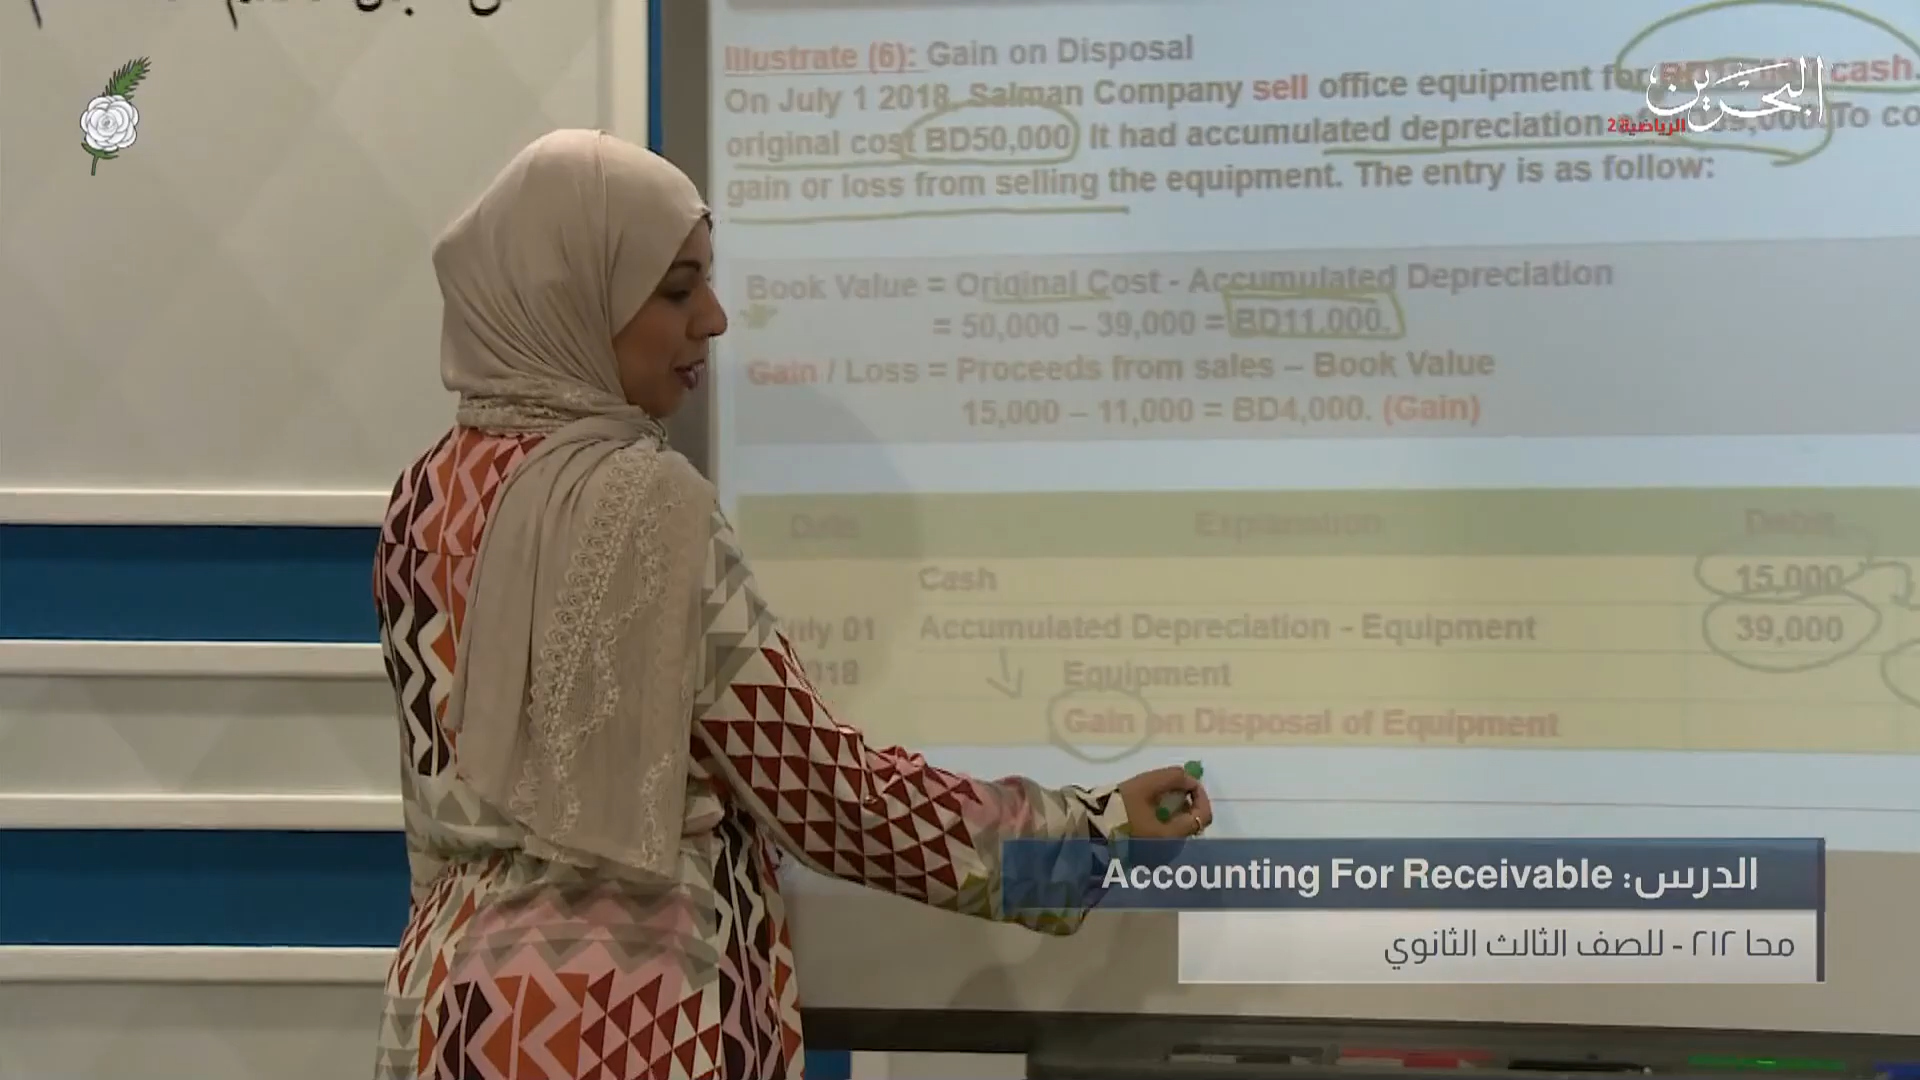 Illustrate (6): Gain on Disposal
On July 1 2018, Salman Company sell office equipment for cash.
original cost BD50,000 It had accumulated depreciation 39,000 To co
gain or loss from selling the equipment. The entry is as follow:
Book Value = Original Cost - Accumulated Depreciation
= 50,000 – 39,000 = BD11,000.
Gain / Loss = Proceeds from sales – Book Value
15,000 – 11,000 = BD4,000. (Gain)
Date Explanation Debit
Cash 15,000
July 01 Accumulated Depreciation - Equipment 39,000
2018 Equipment
Gain on Disposal of Equipment
البحرين
الرياضية 2
الدرس: Accounting For Receivable
محا ٢١٢ - للصف الثالث الثانوي